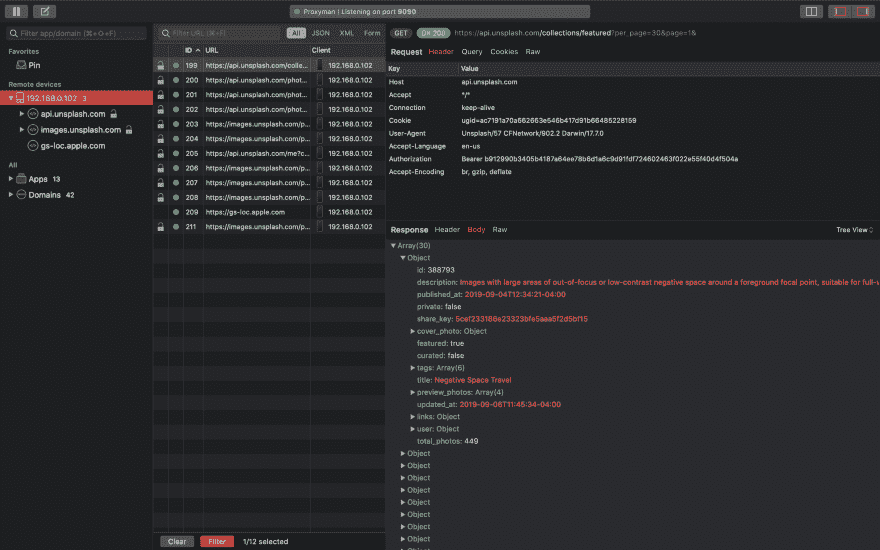 Proxyman | Listening on port 9090
Filter app/domain (⌘+⇧+F)
Favorites
Pin
Remote devices
192.168.0.102 3
api.unsplash.com
images.unsplash.com
gs-loc.apple.com
All
Apps 13
Domains 42
Filter URL (⌘+F)
All JSON XML Form
ID URL Client
199 https://api.unsplash.com/colle... 192.168.0.102
200 https://api.unsplash.com/phot... 192.168.0.102
201 https://api.unsplash.com/phot... 192.168.0.102
202 https://api.unsplash.com/phot... 192.168.0.102
203 https://images.unsplash.com/p... 192.168.0.102
204 https://images.unsplash.com/p... 192.168.0.102
205 https://api.unsplash.com/me?c... 192.168.0.102
206 https://images.unsplash.com/p... 192.168.0.102
207 https://images.unsplash.com/p... 192.168.0.102
208 https://images.unsplash.com/p... 192.168.0.102
209 https://gs-loc.apple.com 192.168.0.102
211 https://images.unsplash.com/p... 192.168.0.102
Clear Filter 1/12 selected
GET OK 200 https://api.unsplash.com/collections/featured?per_page=30&page=1&
Request Header Query Cookies Raw
Key Value
Host api.unsplash.com
Accept */*
Connection keep-alive
Cookie ugid=ac7191a70a662663e546b417d91b66485228159
User-Agent Unsplash/57 CFNetwork/902.2 Darwin/17.7.0
Accept-Language en-us
Authorization Bearer
Accept-Encoding br, gzip, deflate
Response Header Body Raw Tree View
Array(30)
Object
id: 388793
description: Images with large areas of out-of-focus or low-contrast negative space around a foreground focal point, suitable for full-
published_at: 2019-09-04T12:34:21-04:00
private: false
share_key: 5cef233186e23323bfe5aaa5f2d5bf15
cover_photo: Object
featured: true
curated: false
tags: Array(6)
title: Negative Space Travel
preview_photos: Array(4)
updated_at: 2019-09-06T11:45:34-04:00
links: Object
user: Object
total_photos: 449
Object
Object
Object
Object
Object
Object
Object
Object
Object